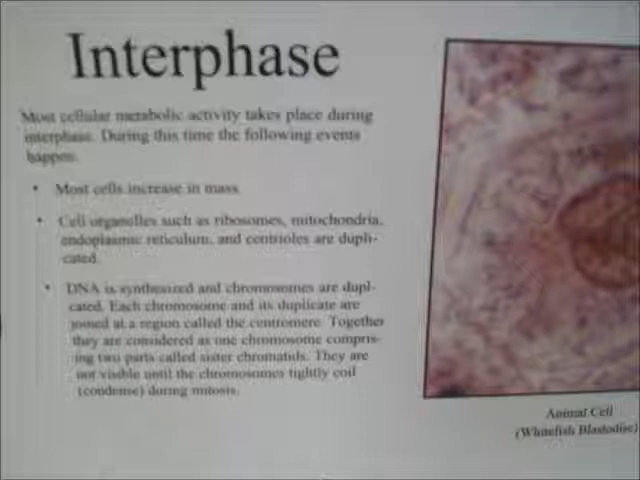 Interphase
Most cellular metabolic activity takes place during
interphase. During this time the following events
happen.
• Most cells increase in mass
• Cell organelles such as ribosomes, mitochondria,
endoplasmic reticulum, and centrioles are dupli-
cated.
• DNA is synthesized and chromosomes are dupl-
cated. Each chromosome and its duplicate are
joined at a region called the centromere. Together
they are considered as one chromosome compris-
ing two parts called sister chromatids. They are
not visible until the chromosomes tightly coil
(condense) during mitosis.
Animal Cell
(Whitefish Blastodisc)